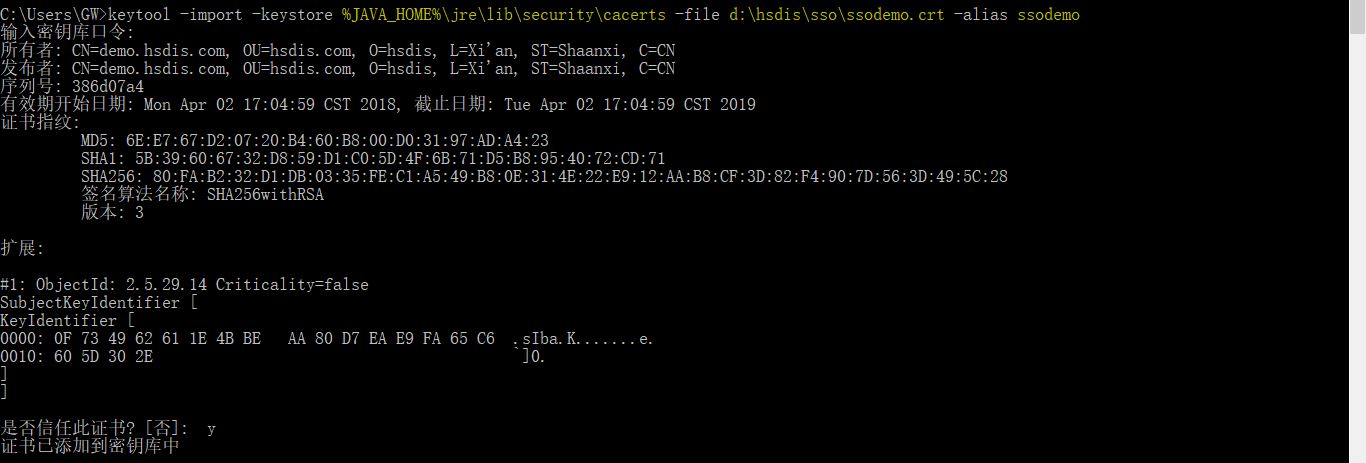 C:\Users\GW>keytool -import -keystore %JAVA_HOME%\jre\lib\security\cacerts -file d:\hsdis\sso\ssodemo.crt -alias ssodemo
输入密钥库口令:
所有者: CN=demo.hsdis.com, OU=hsdis.com, O=hsdis, L=Xi'an, ST=Shaanxi, C=CN
发布者: CN=demo.hsdis.com, OU=hsdis.com, O=hsdis, L=Xi'an, ST=Shaanxi, C=CN
序列号: 386d07a4
有效期开始日期: Mon Apr 02 17:04:59 CST 2018, 截止日期: Tue Apr 02 17:04:59 CST 2019
证书指纹:
         MD5: 6E:E7:67:D2:07:20:B4:60:B8:00:D0:31:97:AD:A4:23
         SHA1: 5B:39:60:67:32:D8:59:D1:C0:5D:4F:6B:71:D5:B8:95:40:72:CD:71
         SHA256: 80:FA:B2:32:D1:DB:03:35:FE:C1:A5:49:B8:0E:31:4E:22:E9:12:AA:B8:CF:3D:82:F4:90:7D:56:3D:49:5C:28
         签名算法名称: SHA256withRSA
         版本: 3
扩展:
#1: ObjectId: 2.5.29.14 Criticality=false
SubjectKeyIdentifier [
KeyIdentifier [
0000: 0F 73 49 62 61 1E 4B BE   AA 80 D7 EA E9 FA 65 C6  .sIba.K.......e.
0010: 60 5D 30 2E                                        `]0.
]
]
是否信任此证书? [否]:  y
证书已添加到密钥库中